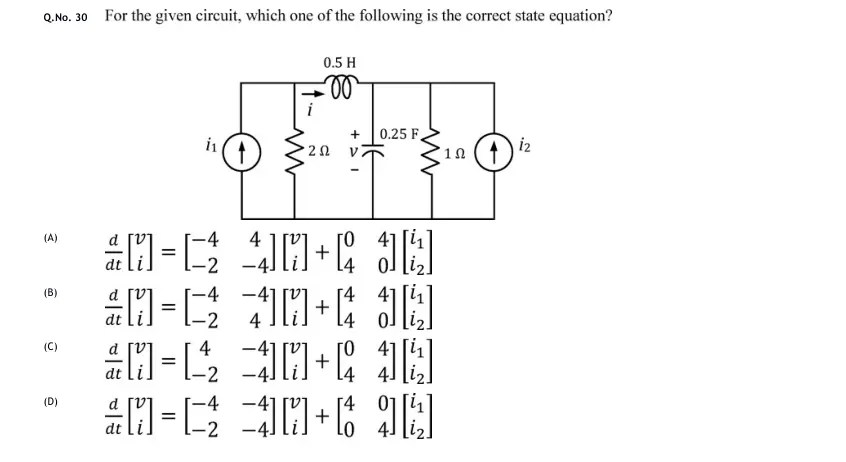 Q.No. 30 For the given circuit, which one of the following is the correct state equation?
0.5 H
i
i₁
2 Ω
+
v
-
0.25 F
1 Ω
i₂
(A) d/dt [v; i] = [−4 4; −2 −4] [v; i] + [0 4; 4 0] [i₁; i₂]
(B) d/dt [v; i] = [−4 −4; −2 4] [v; i] + [4 4; 4 0] [i₁; i₂]
(C) d/dt [v; i] = [4 −4; −2 −4] [v; i] + [0 4; 4 4] [i₁; i₂]
(D) d/dt [v; i] = [−4 −4; −2 −4] [v; i] + [4 0; 0 4] [i₁; i₂]